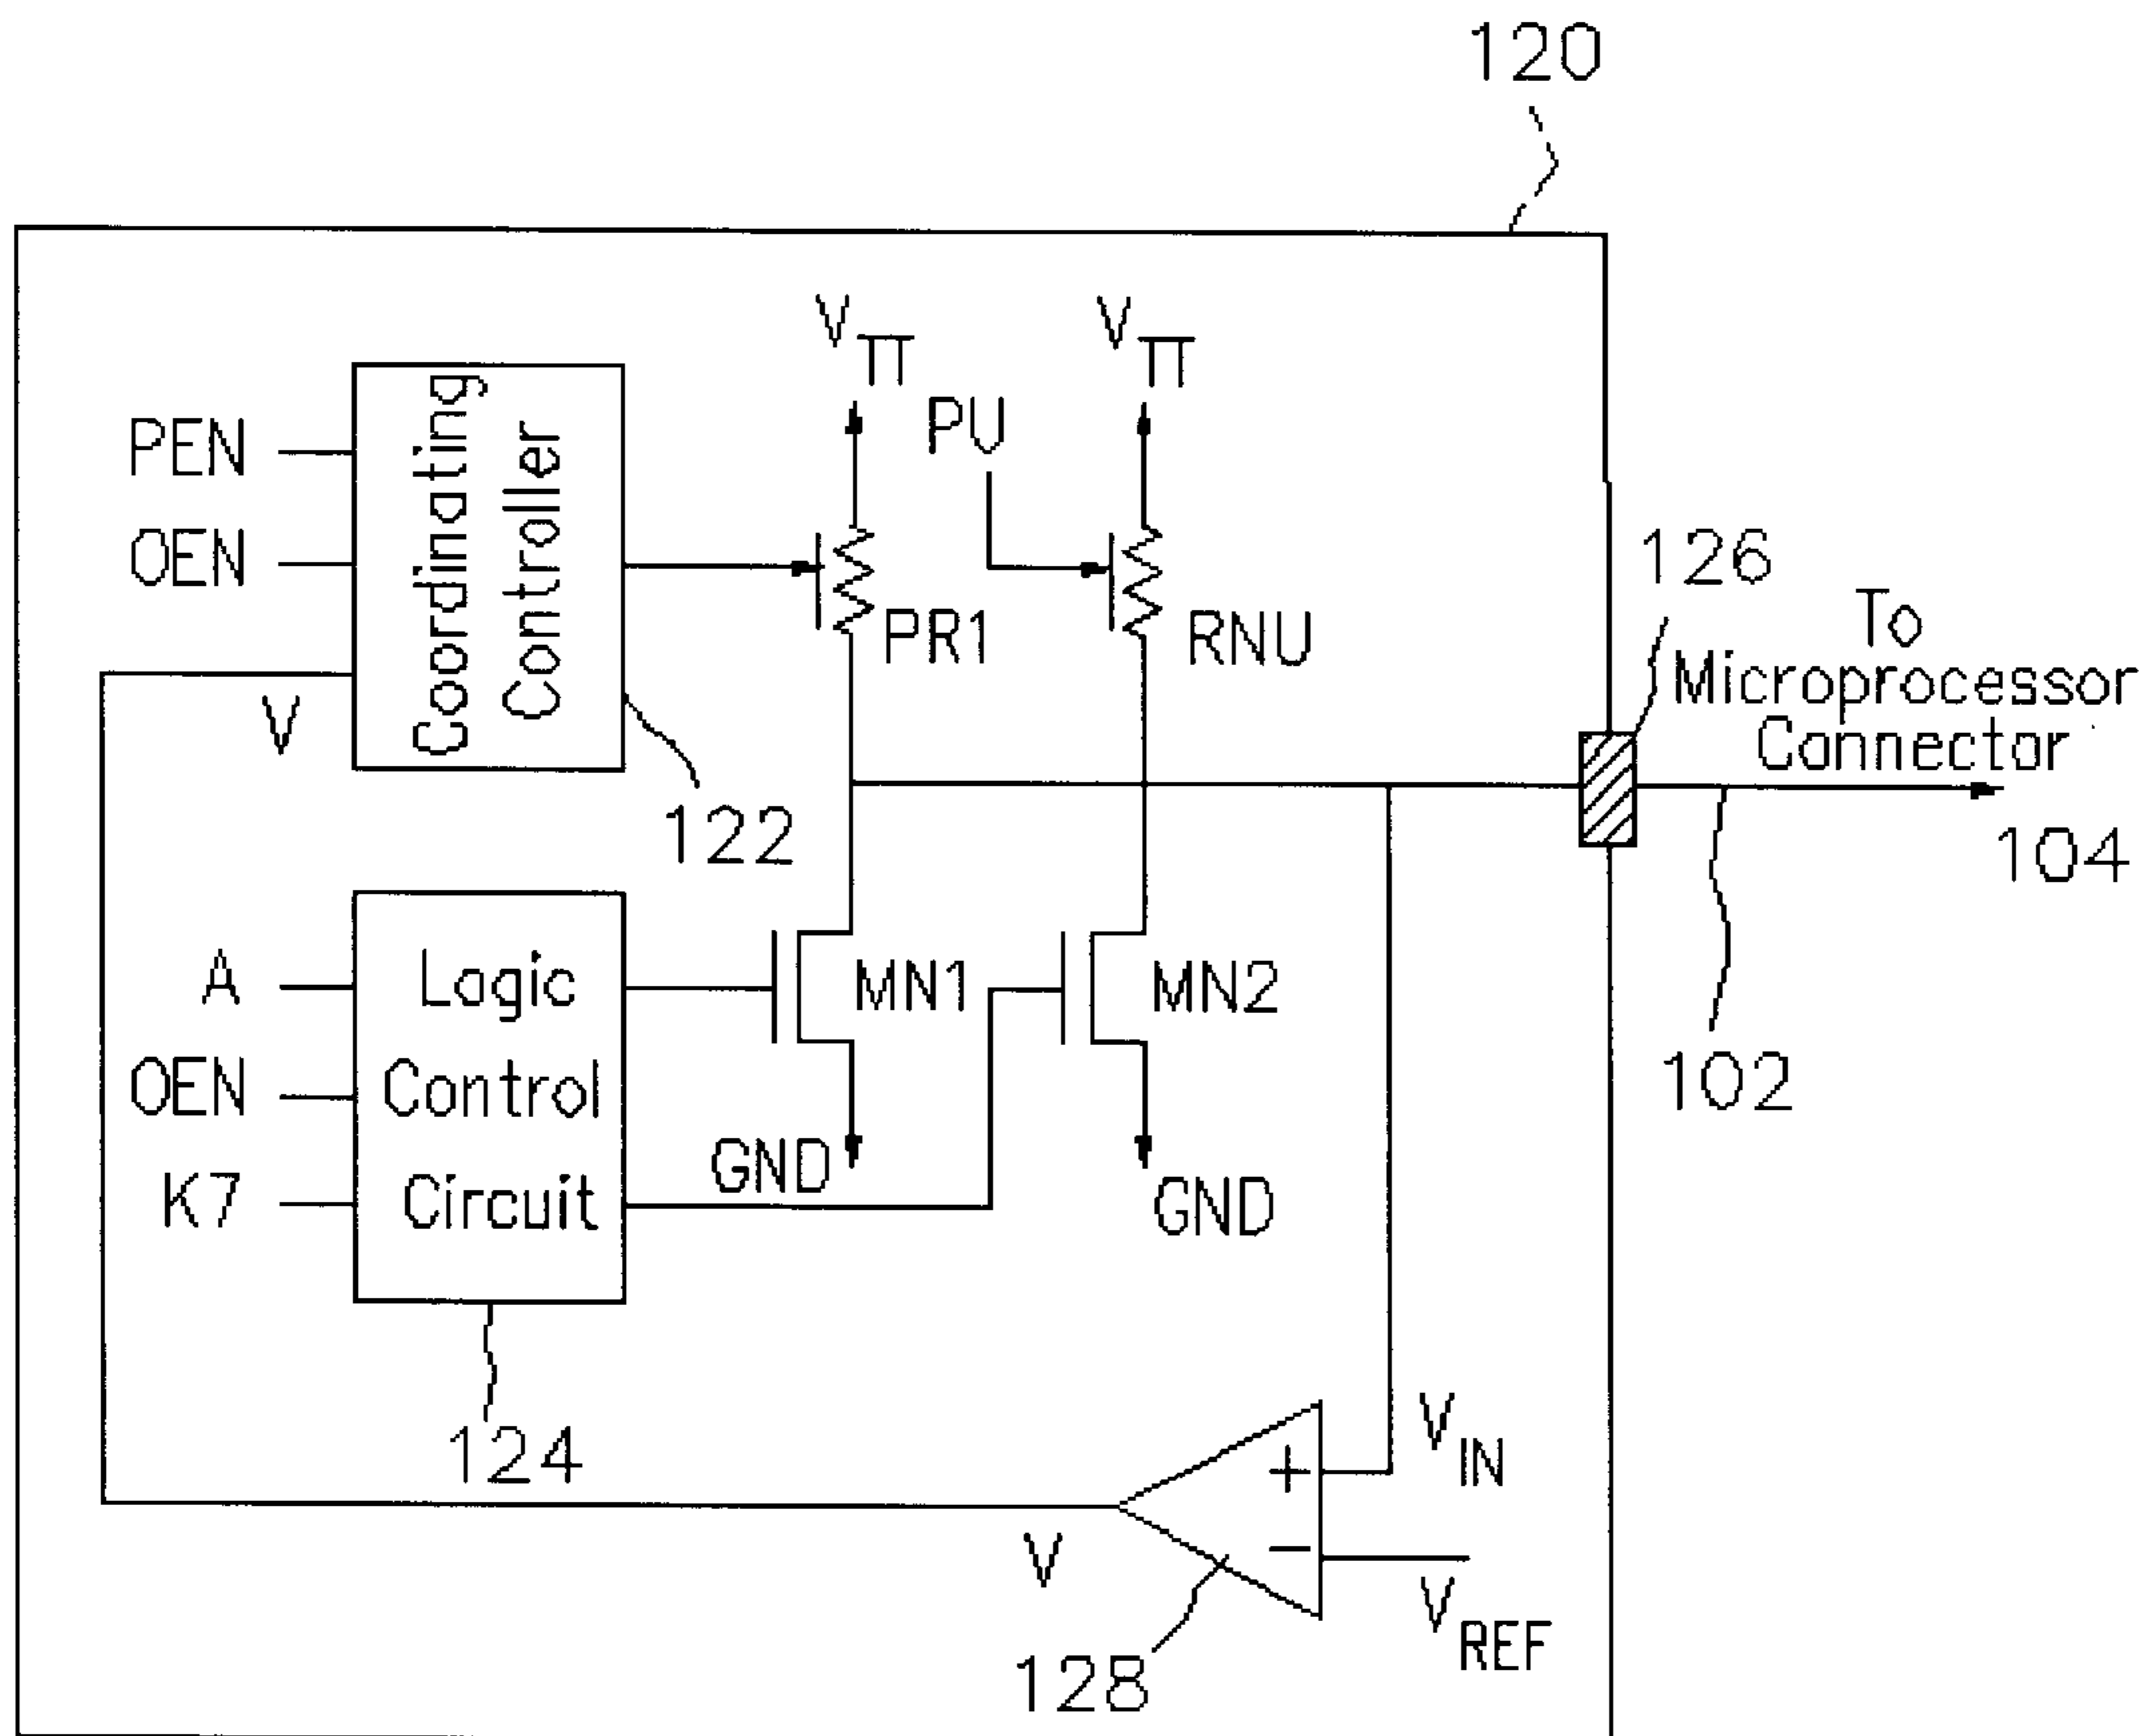 120
V TT
V TT
PU
PEN
OEN
V
Coordinating
Controller
PR1
RNU
126
To
Microprocessor
Connector
122
104
A
OEN
K7
Logic
Control
Circuit
MN1
MN2
102
GND
GND
124
+
−
V IN
V
V REF
128